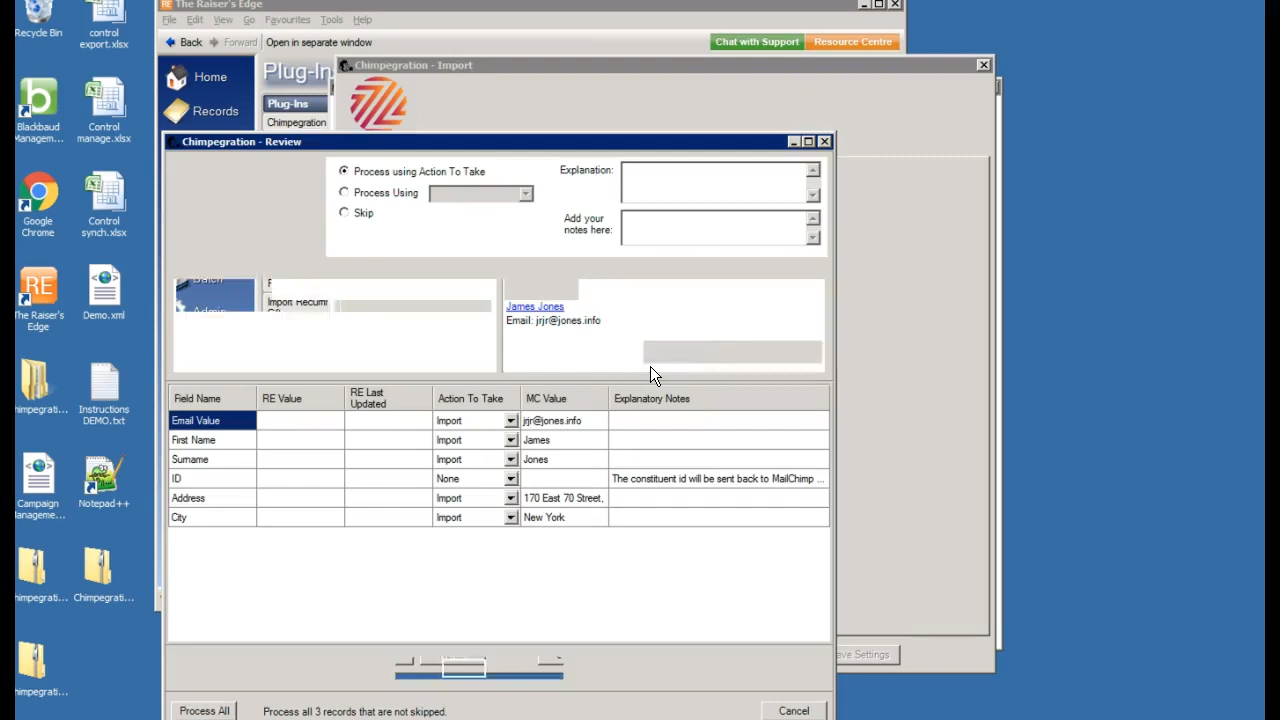 Recycle Bin
control
export.xlsx
Blackbaud
Managem...
Control
manage.xlsx
Google
Chrome
Control
synch.xlsx
The Raiser's
Edge
Demo.xml
himpegrati...
Instructions
DEMO.txt
Campaign
Manageme...
Notepad++
himpegrati...
Chimpegrati...
himpegrati...
RE The Raiser's Edge
File Edit View Go Favourites Tools Help
Back Forward Open in separate window
Chat with Support Resource Centre
Home
Records
Plug-In
Plug-Ins
Chimpegration
Chimpegration - Import
Chimpegration - Review
Process using Action To Take
Process Using
Skip
Explanation:
Add your
notes here:
Import Recurri
James Jones
Email: jrjr@jones.info
Field Name RE Value RE Last Updated Action To Take MC Value Explanatory Notes
Email Value Import jrjr@jones.info
First Name Import James
Surname Import Jones
ID None The constituent id will be sent back to MailChimp ...
Address Import 170 East 70 Street,
City Import New York
ave Settings
Process All Process all 3 records that are not skipped. Cancel